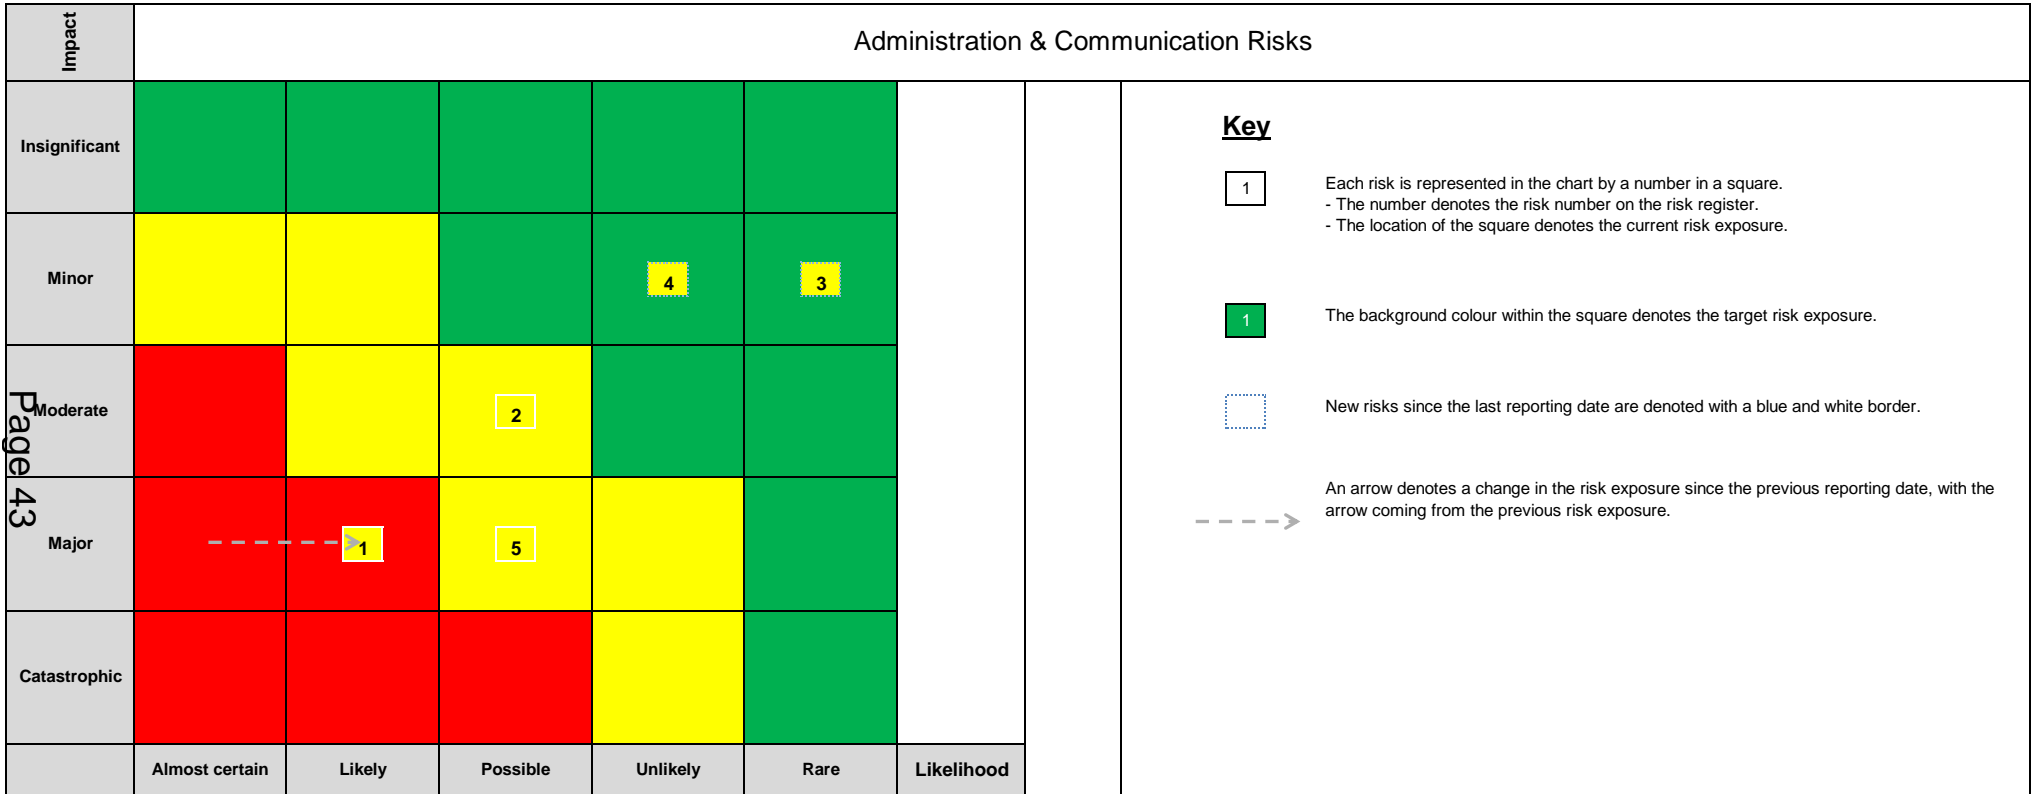 Impact
Administration & Communication Risks
Insignificant
Key
1
Each risk is represented in the chart by a number in a square.
- The number denotes the risk number on the risk register.
- The location of the square denotes the current risk exposure.
Minor
4
3
1
The background colour within the square denotes the target risk exposure.
Moderate
2
New risks since the last reporting date are denoted with a blue and white border.
Page 43
Major
1
5
An arrow denotes a change in the risk exposure since the previous reporting date, with the
arrow coming from the previous risk exposure.
Catastrophic
Almost certain
Likely
Possible
Unlikely
Rare
Likelihood